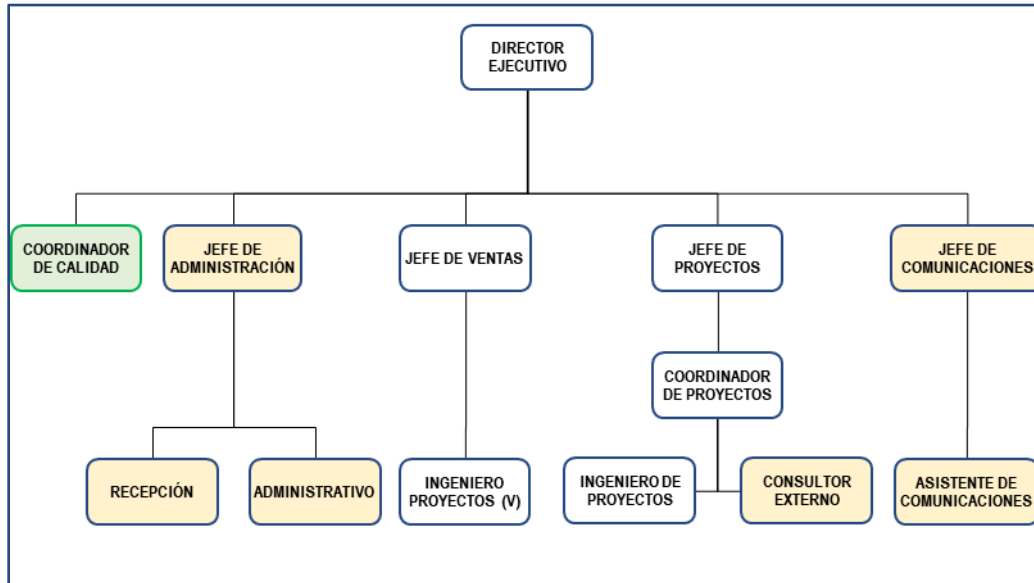 DIRECTOR
EJECUTIVO
COORDINADOR
DE CALIDAD
JEFE DE
ADMINISTRACIÓN
JEFE DE VENTAS
JEFE DE
PROYECTOS
JEFE DE
COMUNICACIONES
COORDINADOR
DE PROYECTOS
RECEPCIÓN
ADMINISTRATIVO
INGENIERO
PROYECTOS (V)
INGENIERO DE
PROYECTOS
CONSULTOR
EXTERNO
ASISTENTE DE
COMUNICACIONES